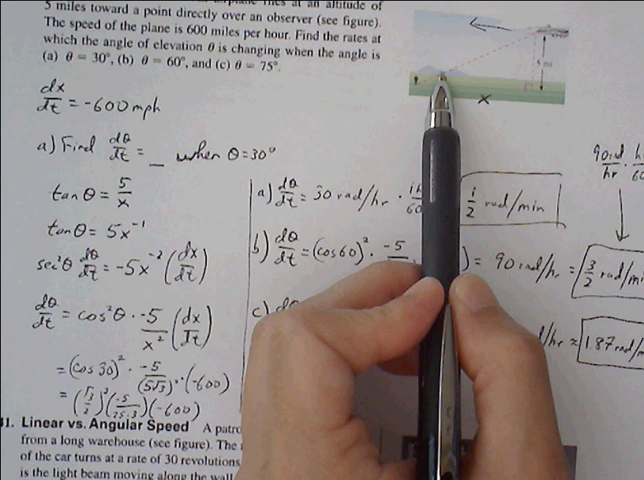 an altitude of
5 miles toward a point directly over an observer (see figure).
The speed of the plane is 600 miles per hour. Find the rates at
which the angle of elevation θ is changing when the angle is
(a) θ = 30°, (b) θ = 60°, and (c) θ = 75°.
dx/dt = -600 mph
a) Find dθ/dt = _ when θ=30°
tan θ = 5/x
tan θ = 5x⁻¹
sec²θ dθ/dt = -5x⁻² (dx/dt)
dθ/dt = cos²θ · -5/x² (dx/dt)
= (cos 30)² · -5/(5√3)² · (-600)
= (√3/2)² (-5/25·3)(-600)
x
a) dθ/dt = 30 rad/hr ·
1/2 rad/min
b) dθ/dt = (cos 60)² · -5
) = 90 rad/hr = 3/2 rad/m
90 rad/hr ·
c) dθ
/hr ≈ 1.87 rad/
41. Linear vs. Angular Speed A patro
from a long warehouse (see figure). The
of the car turns at a rate of 30 revolutions
is the light beam moving along the wall